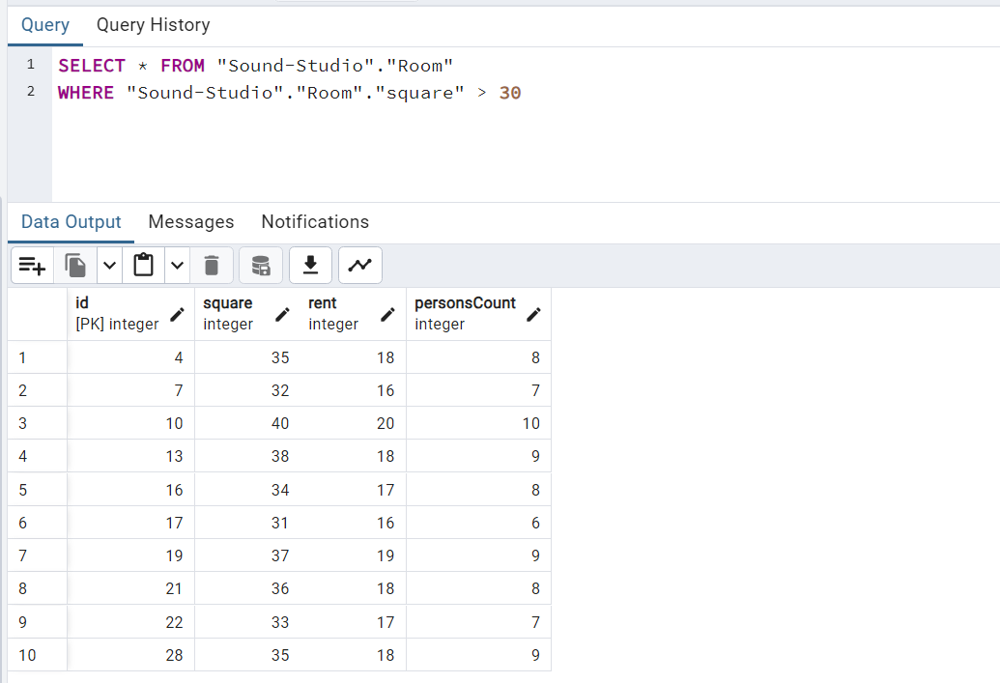 Query Query History
1 SELECT * FROM "Sound-Studio"."Room"
2 WHERE "Sound-Studio"."Room"."square" > 30
Data Output Messages Notifications
id square rent personsCount
[PK] integer integer integer integer
1 4 35 18 8
2 7 32 16 7
3 10 40 20 10
4 13 38 18 9
5 16 34 17 8
6 17 31 16 6
7 19 37 19 9
8 21 36 18 8
9 22 33 17 7
10 28 35 18 9